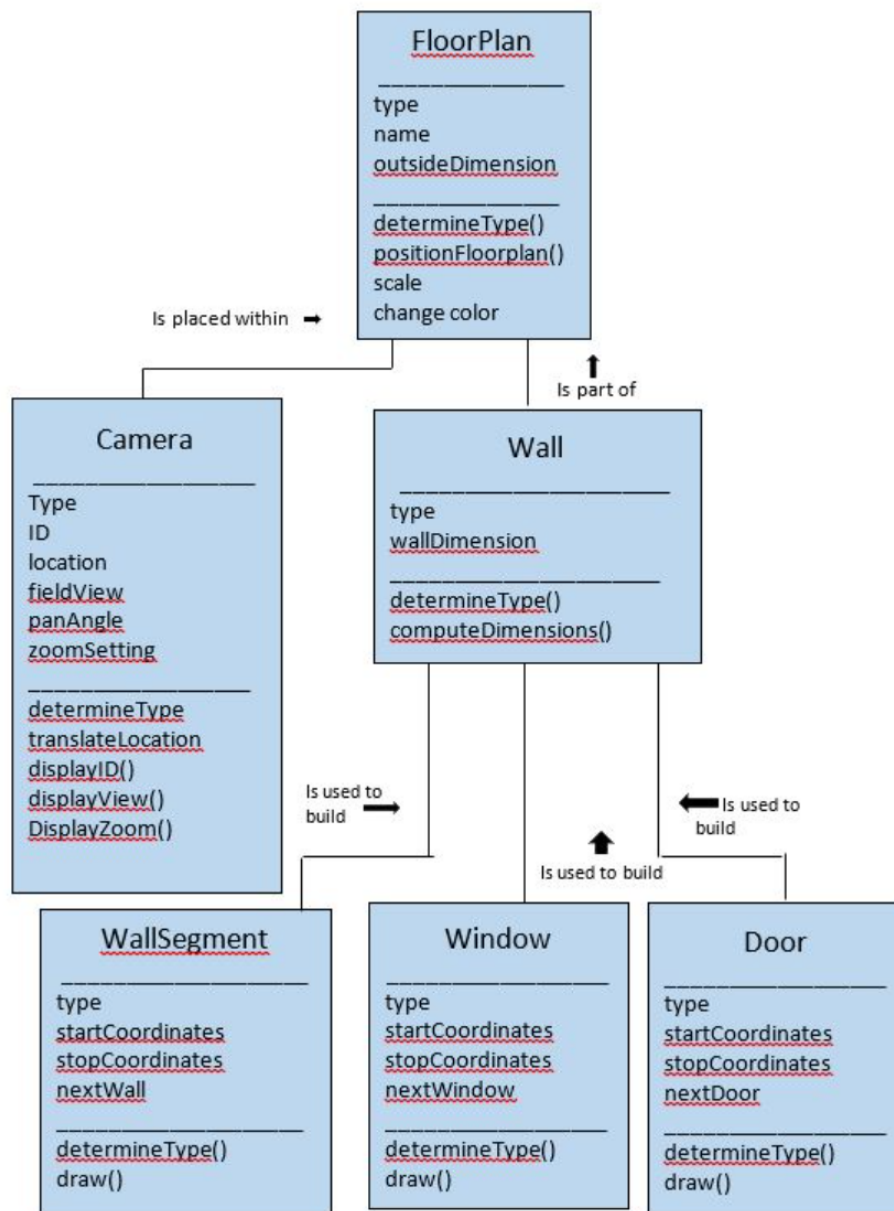 FloorPlan
type
name
outsideDimension
determineType()
positionFloorplan()
scale
change color
Is placed within
Is part of
Camera
Type
ID
location
fieldView
panAngle
zoomSetting
determineType
translateLocation
displayID()
displayView()
DisplayZoom()
Wall
type
wallDimension
determineType()
computeDimensions()
Is used to
build
Is used to build
Is used to
build
WallSegment
type
startCoordinates
stopCoordinates
nextWall
determineType()
draw()
Window
type
startCoordinates
stopCoordinates
nextWindow
determineType()
draw()
Door
type
startCoordinates
stopCoordinates
nextDoor
determineType()
draw()